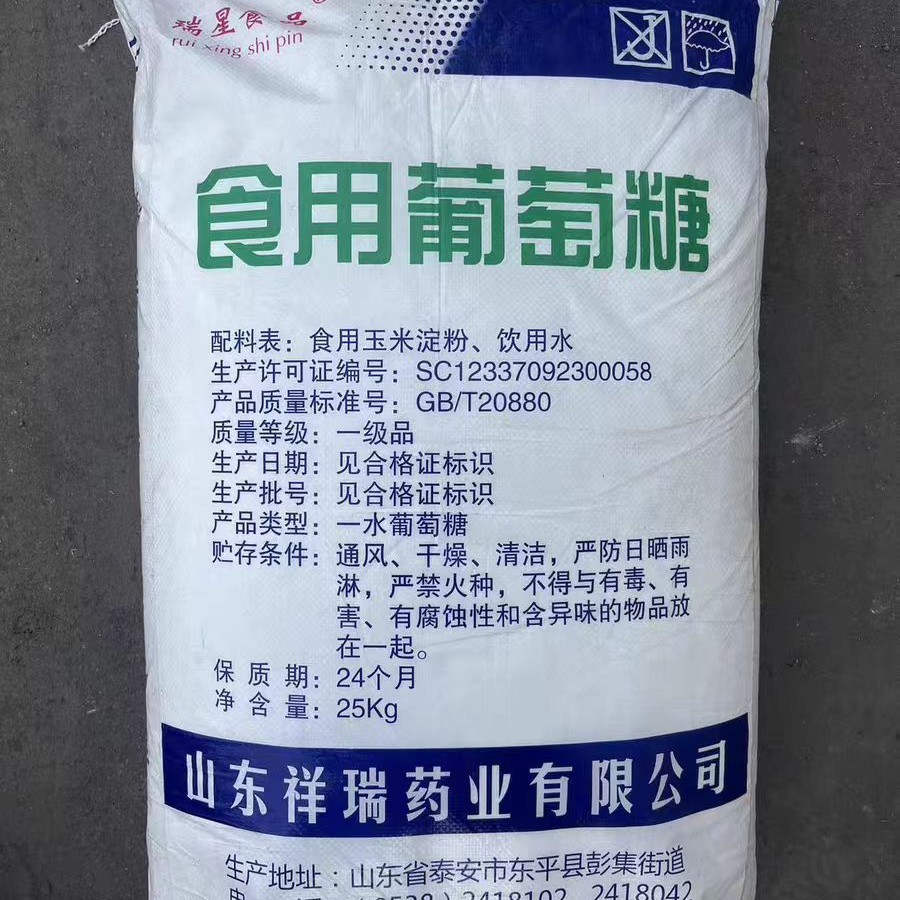 瑞星食品®
rui xing shi pin
食用葡萄糖
配料表：食用玉米淀粉、饮用水
生产许可证编号：SC12337092300058
产品质量标准号：GB/T20880
质量等级：一级品
生产日期：见合格证标识
生产批号：见合格证标识
产品类型：一水葡萄糖
贮存条件：通风、干燥、清洁，严防日晒雨
淋，严禁火种，不得与有毒、有
害、有腐蚀性和含异味的物品放
在一起。
保质期：24个月
净含量：25Kg
山东祥瑞药业有限公司
生产地址：山东省泰安市东平县彭集街道
(0538) 2418102 2418042